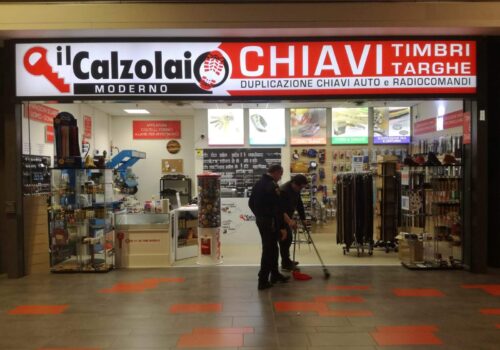 il Calzolaio
MODERNO
CHIAVI
TIMBRI
TARGHE
DUPLICAZIONE CHIAVI AUTO e RADIOCOMANDI